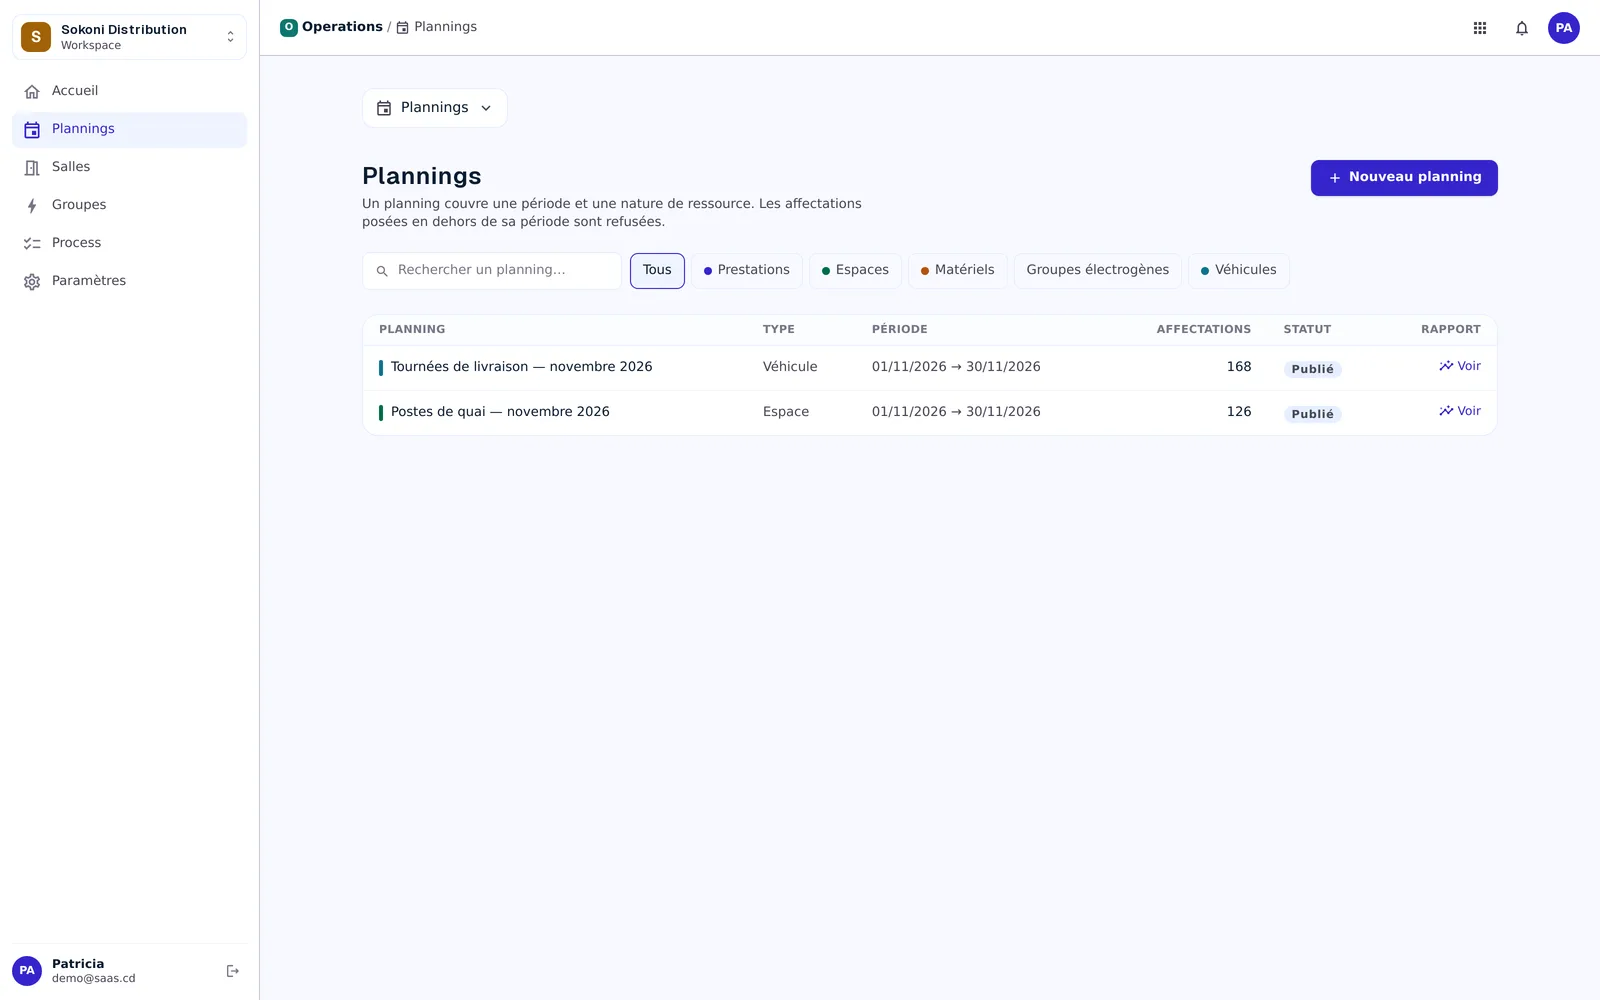 S
Sokoni Distribution
Workspace
Accueil
Plannings
Salles
Groupes
Process
Paramètres
PA
Patricia
demo@saas.cd
O Operations / Plannings
PA
Plannings
Plannings
Un planning couvre une période et une nature de ressource. Les affectations
posées en dehors de sa période sont refusées.
+ Nouveau planning
Rechercher un planning...
Tous
Prestations
Espaces
Matériels
Groupes électrogènes
Véhicules
PLANNING TYPE PÉRIODE AFFECTATIONS STATUT RAPPORT
Tournées de livraison — novembre 2026 Véhicule 01/11/2026 → 30/11/2026 168 Publié Voir
Postes de quai — novembre 2026 Espace 01/11/2026 → 30/11/2026 126 Publié Voir